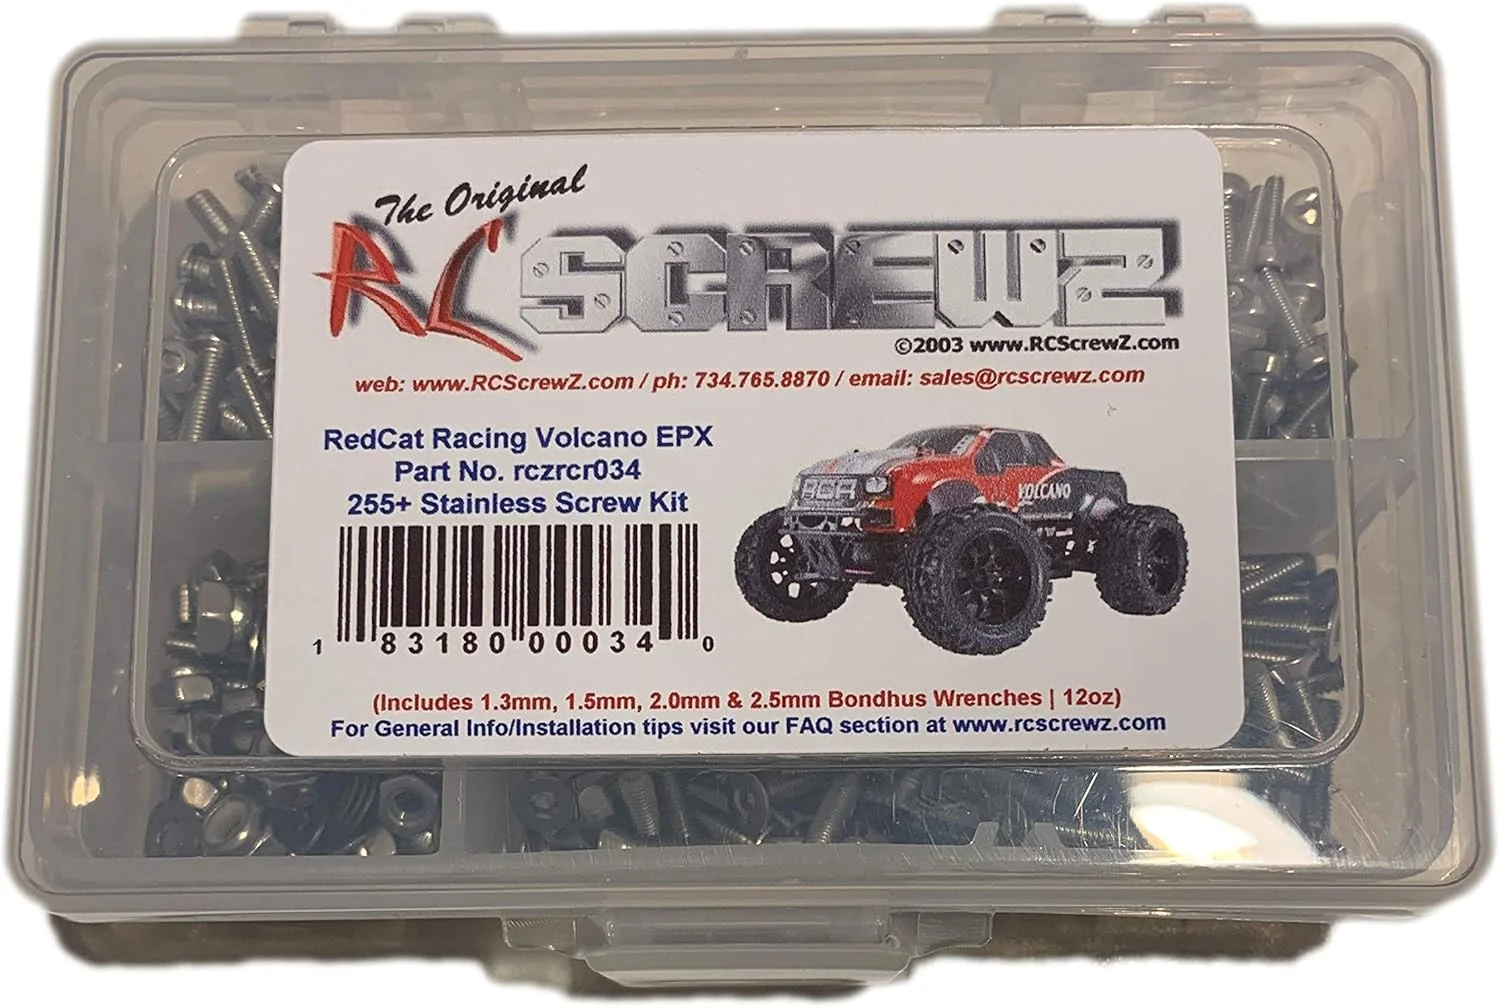 The Original
RC SCREWZ
©2003 www.RCScrewZ.com
web: www.RCScrewZ.com / ph: 734.765.8870 / email: sales@rcscrewz.com
RedCat Racing Volcano EPX
Part No. rczrcr034
255+ Stainless Screw Kit
RCR
VOLCANO
1 83180 00034 0
(Includes 1.3mm, 1.5mm, 2.0mm & 2.5mm Bondhus Wrenches | 12oz)
For General Info/Installation tips visit our FAQ section at www.rcscrewz.com